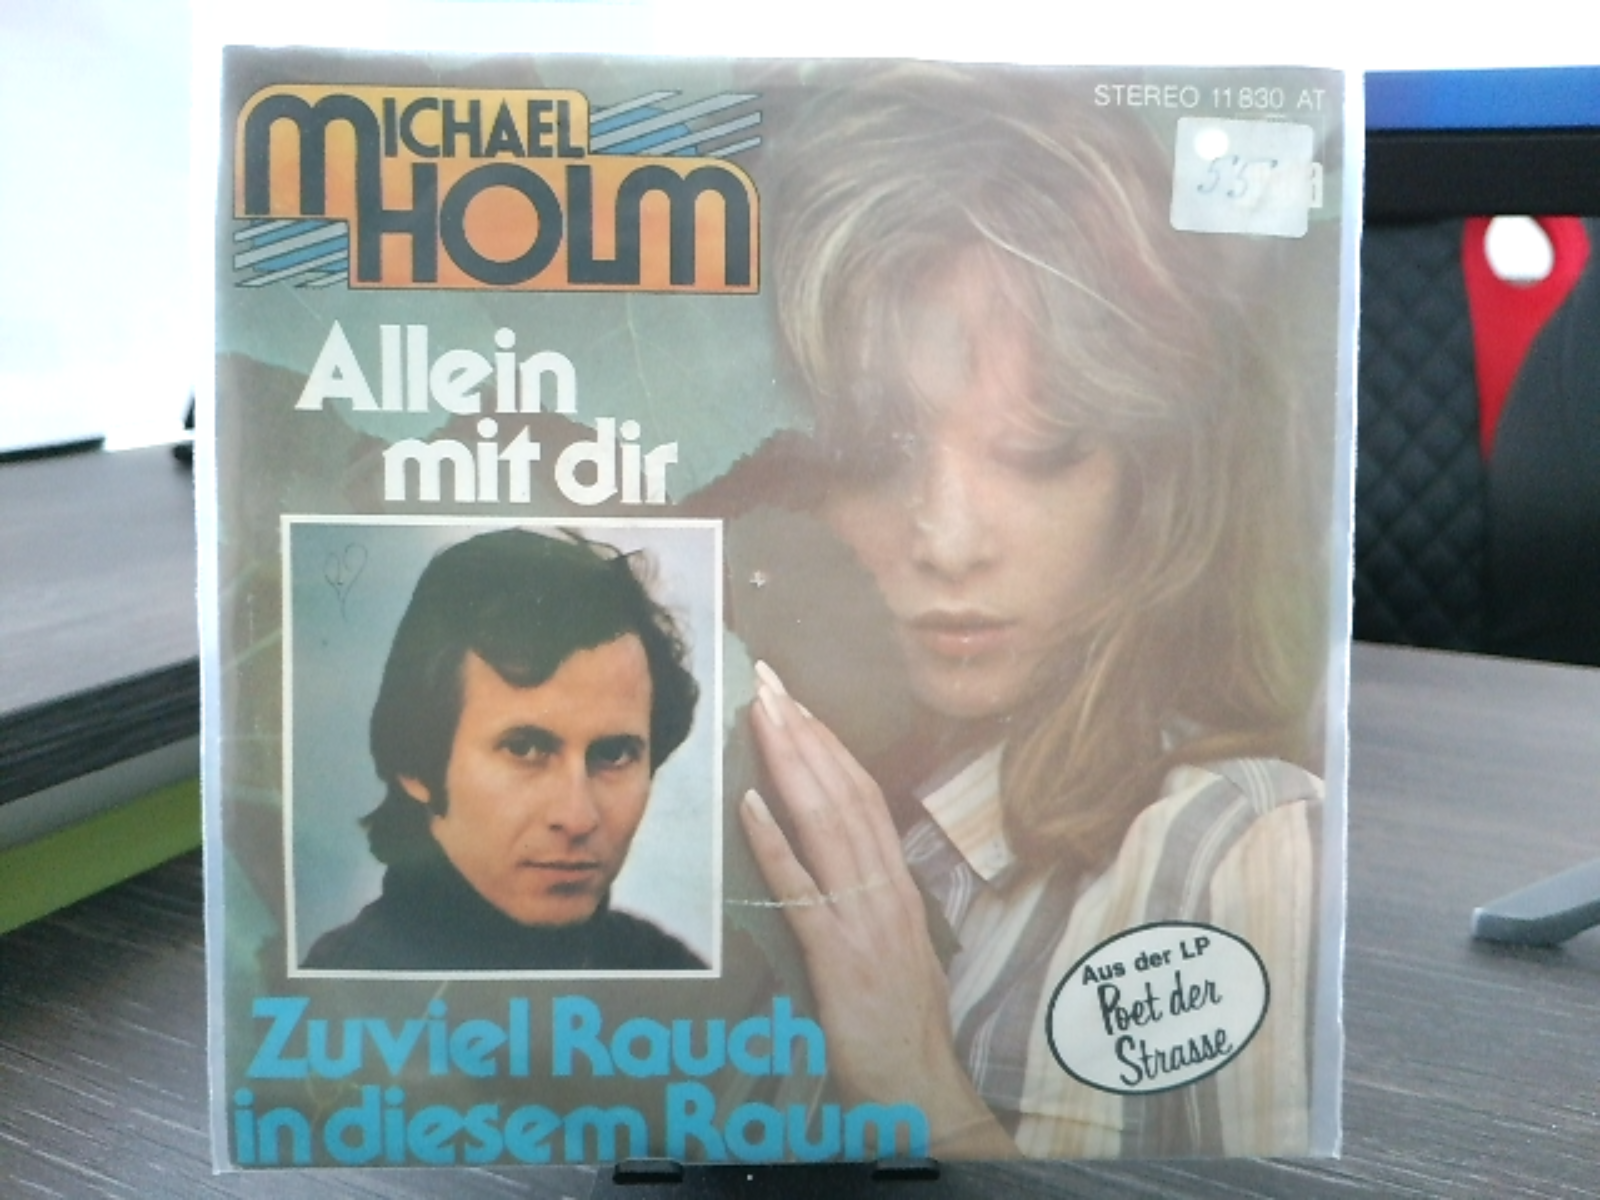 MICHAEL
HOLM
STEREO 11 830 AT
Allein
mit dir
Zuviel Rauch
in diesem Raum
Aus der LP
Poet der
Strasse